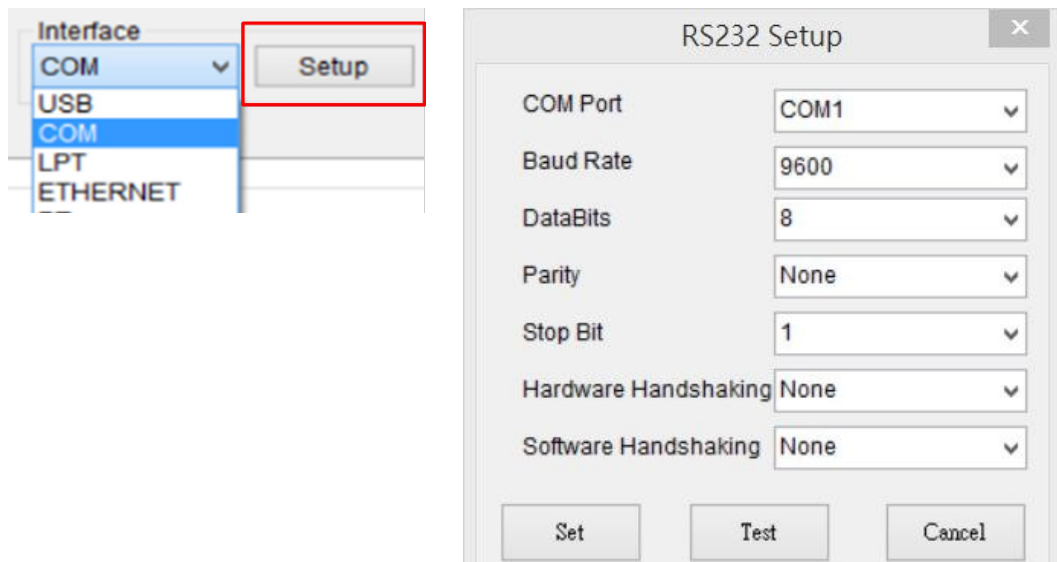 Interface
COM
Setup
USB
COM
LPT
ETHERNET
RS232 Setup
COM Port COM1
Baud Rate 9600
DataBits 8
Parity None
Stop Bit 1
Hardware Handshaking None
Software Handshaking None
Set Test Cancel